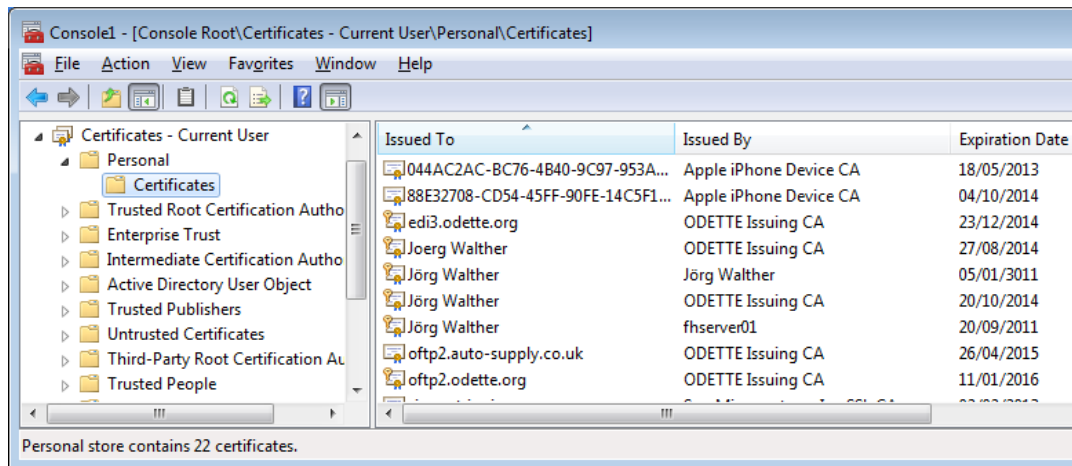 Console1 - [Console Root\Certificates - Current User\Personal\Certificates]
File Action View Favorites Window Help
Certificates - Current User
Personal
Certificates
Trusted Root Certification Autho
Enterprise Trust
Intermediate Certification Autho
Active Directory User Object
Trusted Publishers
Untrusted Certificates
Third-Party Root Certification Au
Trusted People
Issued To Issued By Expiration Date
044AC2AC-BC76-4B40-9C97-953A... Apple iPhone Device CA 18/05/2013
88E32708-CD54-45FF-90FE-14C5F1... Apple iPhone Device CA 04/10/2014
edi3.odette.org ODETTE Issuing CA 23/12/2014
Joerg Walther ODETTE Issuing CA 27/08/2014
Jörg Walther Jörg Walther 05/01/3011
Jörg Walther ODETTE Issuing CA 20/10/2014
Jörg Walther fhserver01 20/09/2011
oftp2.auto-supply.co.uk ODETTE Issuing CA 26/04/2015
oftp2.odette.org ODETTE Issuing CA 11/01/2016
Personal store contains 22 certificates.